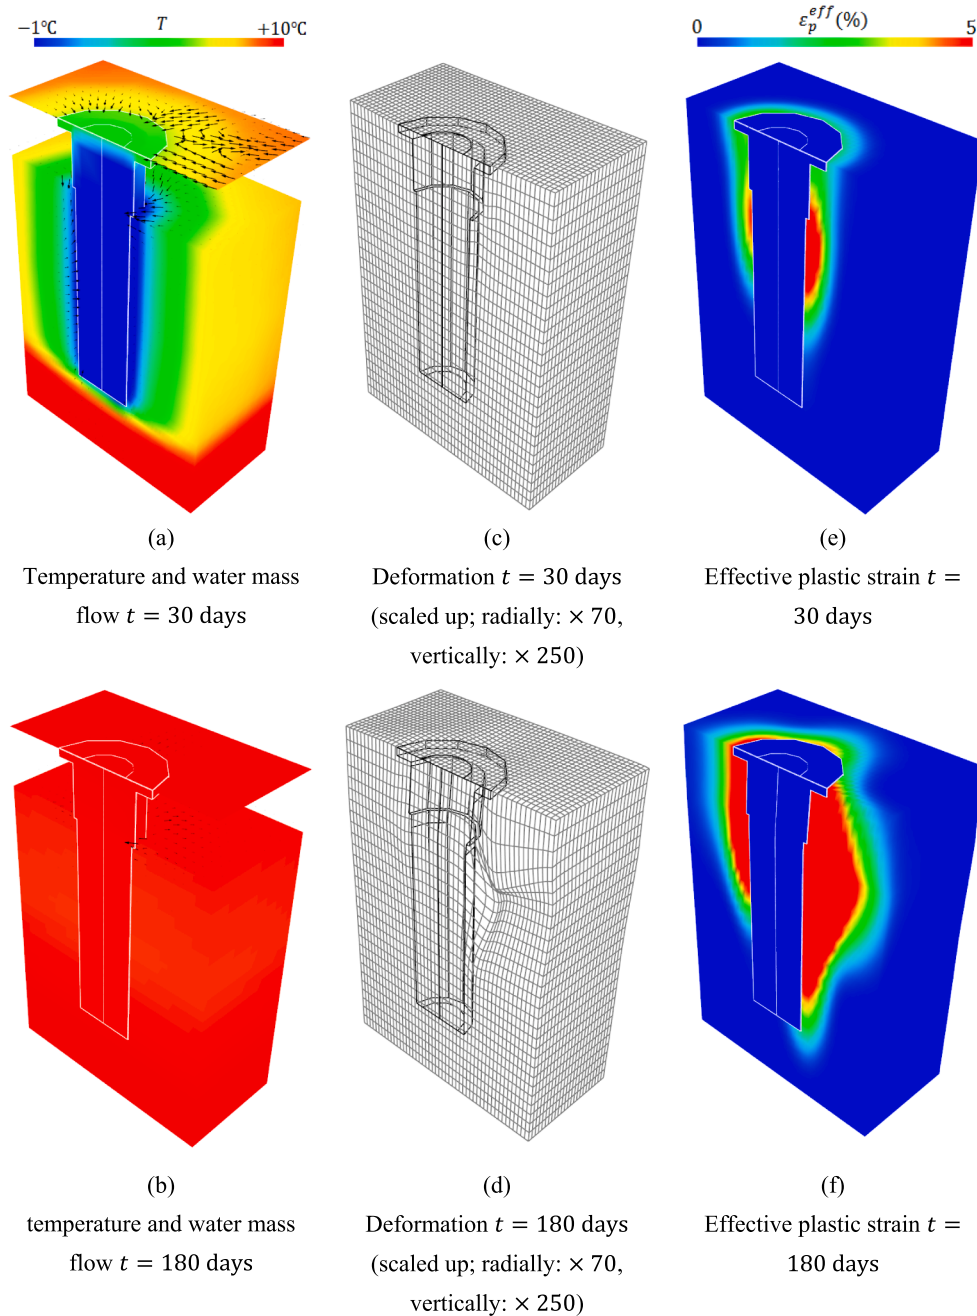 −1℃ T +10℃
0 ε_p^{eff}(%) 5
(a)
Temperature and water mass
flow t = 30 days
(c)
Deformation t = 30 days
(scaled up; radially: × 70,
vertically: × 250)
(e)
Effective plastic strain t =
30 days
(b)
temperature and water mass
flow t = 180 days
(d)
Deformation t = 180 days
(scaled up; radially: × 70,
vertically: × 250)
(f)
Effective plastic strain t =
180 days